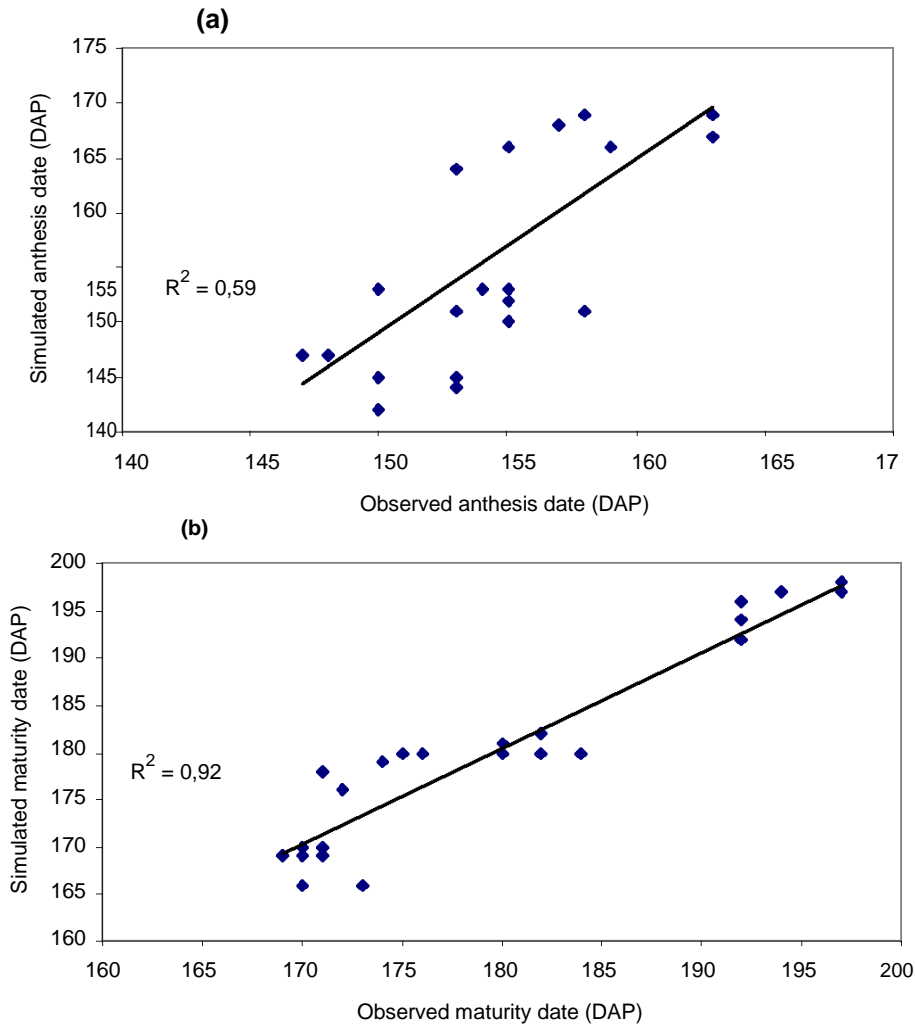 (a)
175
170
165
160
155
150
145
140
Simulated anthesis date (DAP)
R2 = 0,59
140 145 150 155 160 165 17
Observed anthesis date (DAP)
(b)
200
195
190
185
180
175
170
165
160
Simulated maturity date (DAP)
R2 = 0,92
160 165 170 175 180 185 190 195 200
Observed maturity date (DAP)